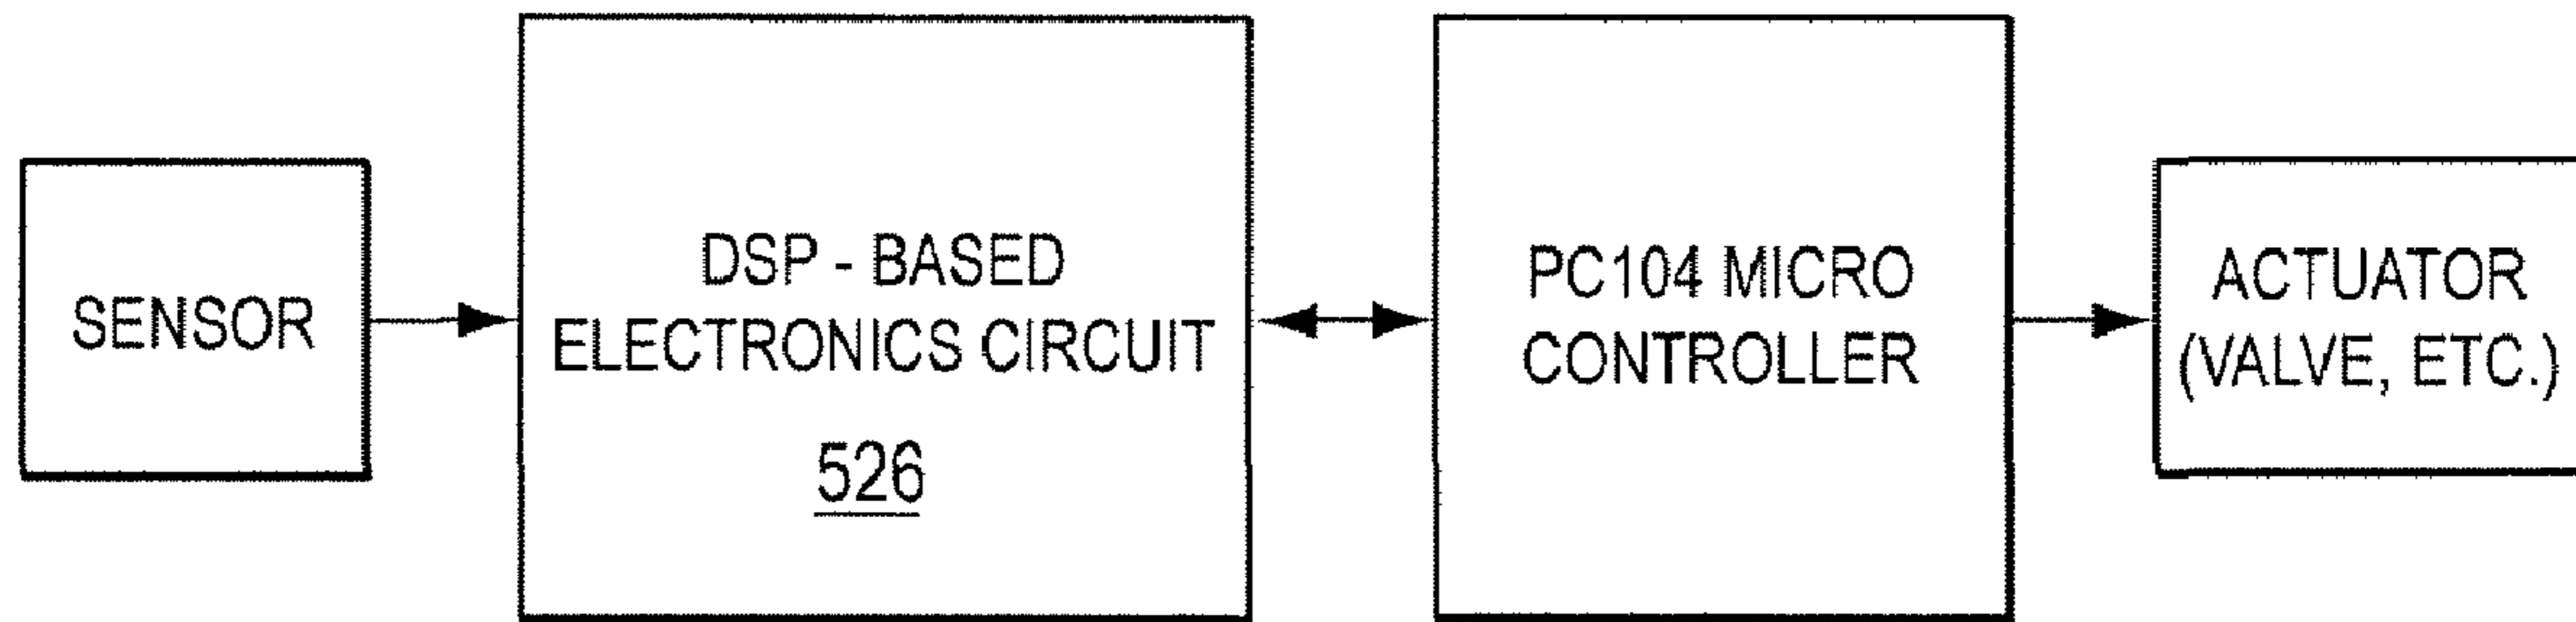 SENSOR
DSP - BASED
ELECTRONICS CIRCUIT
526
PC104 MICRO
CONTROLLER
ACTUATOR
(VALVE, ETC.)